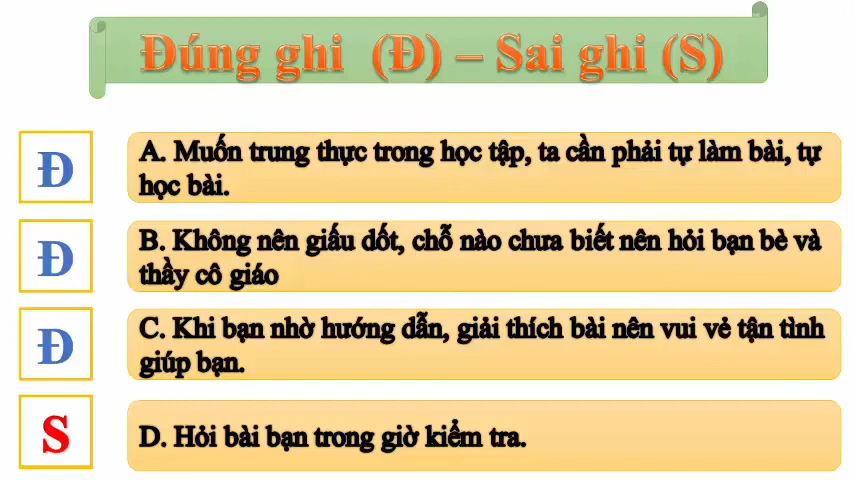 Đúng ghi (Đ) – Sai ghi (S)
Đ
A. Muốn trung thực trong học tập, ta cần phải tự làm bài, tự
học bài.
Đ
B. Không nên giấu dốt, chỗ nào chưa biết nên hỏi bạn bè và
thầy cô giáo
Đ
C. Khi bạn nhờ hướng dẫn, giải thích bài nên vui vẻ tận tình
giúp bạn.
S
D. Hỏi bài bạn trong giờ kiểm tra.